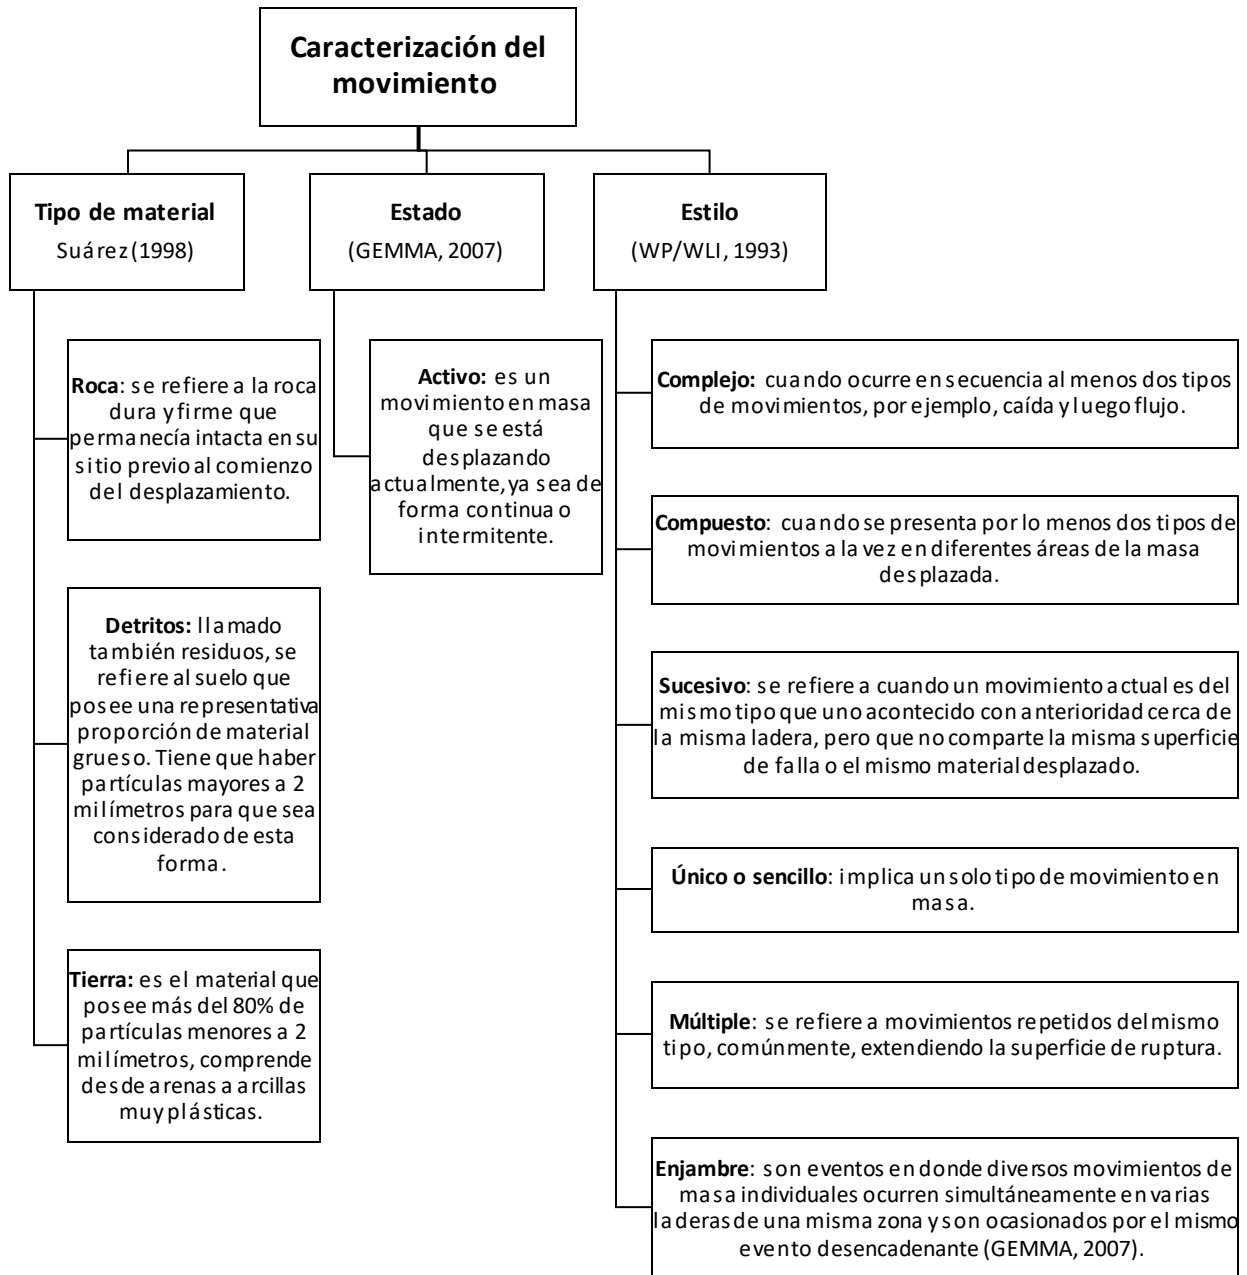 Caracterización del
movimiento
Tipo de material
Suárez (1998)
Estado
(GEMMA, 2007)
Estilo
(WP/WLI, 1993)
Roca: se refiere a la roca
dura y firme que
permanecía intacta en su
sitio previo al comienzo
del desplazamiento.
Detritos: llamado
también residuos, se
refiere al suelo que
posee una representativa
proporción de material
grueso. Tiene que haber
partículas mayores a 2
milímetros para que sea
considerado de esta
forma.
Tierra: es el material que
posee más del 80% de
partículas menores a 2
milímetros, comprende
desde arenas a arcillas
muy plásticas.
Activo: es un
movimiento en masa
que se está
desplazando
actualmente, ya sea de
forma continua o
intermitente.
Complejo: cuando ocurre en secuencia al menos dos tipos
de movimientos, por ejemplo, caída y luego flujo.
Compuesto: cuando se presenta por lo menos dos tipos de
movimientos a la vez en diferentes áreas de la masa
desplazada.
Sucesivo: se refiere a cuando un movimiento actual es del
mismo tipo que uno acontecido con anterioridad cerca de
la misma ladera, pero que no comparte la misma superficie
de falla o el mismo material desplazado.
Único o sencillo: implica un solo tipo de movimiento en
masa.
Múltiple: se refiere a movimientos repetidos del mismo
tipo, comúnmente, extendiendo la superficie de ruptura.
Enjambre: son eventos en donde diversos movimientos de
masa individuales ocurren simultáneamente en varias
laderas de una misma zona y son ocasionados por el mismo
evento desencadenante (GEMMA, 2007).